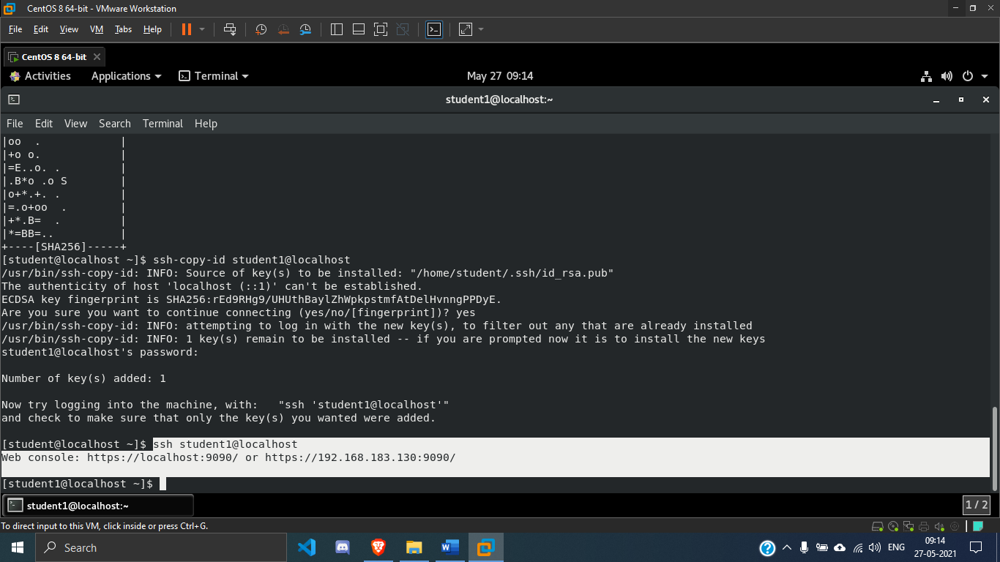 CentOS 8 64-bit - VMware Workstation
File Edit View VM Tabs Help
CentOS 8 64-bit
Activities Applications Terminal May 27 09:14
student1@localhost:~
File Edit View Search Terminal Help
|oo  .             |
|+o o.             |
|=E..o. .          |
|.B*o .o S         |
|o+*.+. .          |
|=.o+oo  .         |
|+*.B=  .          |
|*=BB=..           |
+----[SHA256]-----+
[student@localhost ~]$ ssh-copy-id student1@localhost
/usr/bin/ssh-copy-id: INFO: Source of key(s) to be installed: "/home/student/.ssh/id_rsa.pub"
The authenticity of host 'localhost (::1)' can't be established.
ECDSA key fingerprint is SHA256:rEd9RHg9/UHUthBaylZhWpkpstmfAtDelHvnngPPDyE.
Are you sure you want to continue connecting (yes/no/[fingerprint])? yes
/usr/bin/ssh-copy-id: INFO: attempting to log in with the new key(s), to filter out any that are already installed
/usr/bin/ssh-copy-id: INFO: 1 key(s) remain to be installed -- if you are prompted now it is to install the new keys
student1@localhost's password:
Number of key(s) added: 1
Now try logging into the machine, with:   "ssh 'student1@localhost'"
and check to make sure that only the key(s) you wanted were added.
[student@localhost ~]$ ssh student1@localhost
Web console: https://localhost:9090/ or https://192.168.183.130:9090/
[student1@localhost ~]$
student1@localhost:~ 1 / 2
To direct input to this VM, click inside or press Ctrl+G.
Search ENG 09:14
27-05-2021